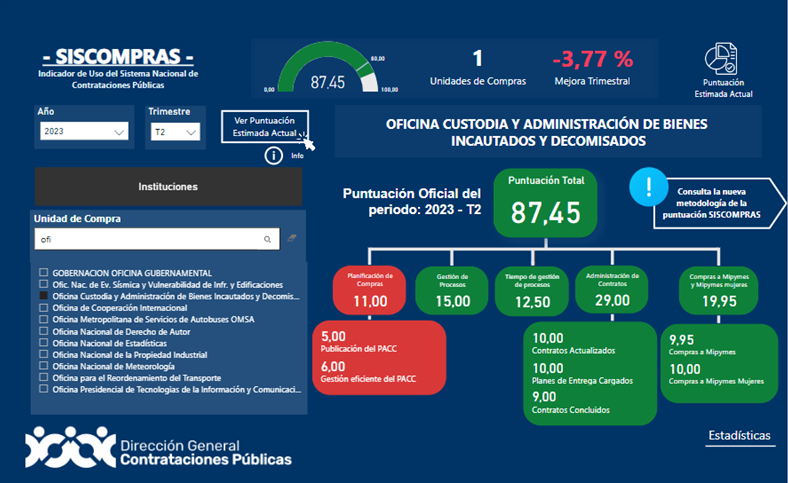 - SISCOMPRAS -
Indicador de Uso del Sistema Nacional de
Contrataciones Públicas
0,00
80,00
100,00
87,45
1
Unidades de Compras
-3,77 %
Mejora Trimestral
Puntuación
Estimada Actual
Año
2023
Trimestre
T2
Ver Puntuación
Estimada Actual
i
Info
OFICINA CUSTODIA Y ADMINISTRACIÓN DE BIENES
INCAUTADOS Y DECOMISADOS
Instituciones
Unidad de Compra
ofi
GOBERNACION OFICINA GUBERNAMENTAL
Ofic. Nac. de Ev. Sísmica y Vulnerabilidad de Infr. y Edificaciones
Oficina Custodia y Administración de Bienes Incautados y Decomis...
Oficina de Cooperación Internacional
Oficina Metropolitana de Servicios de Autobuses OMSA
Oficina Nacional de Derecho de Autor
Oficina Nacional de Estadísticas
Oficina Nacional de la Propiedad Industrial
Oficina Nacional de Meteorología
Oficina para el Reordenamiento del Transporte
Oficina Presidencial de Tecnologías de la Información y Comunicaci...
Puntuación Oficial del
periodo: 2023 - T2
Puntuación Total
87,45
!
Consulta la nueva
metodología de la
puntuación SISCOMPRAS
Planificación de
Compras
11,00
Gestión de
Procesos
15,00
Tiempo de gestión
de procesos
12,50
Administración de
Contratos
29,00
Compras a Mipymes
y Mipymes mujeres
19,95
5,00
Publicación del PACC
6,00
Gestión eficiente del PACC
10,00
Contratos Actualizados
10,00
Planes de Entrega Cargados
9,00
Contratos Concluidos
9,95
Compras a Mipymes
10,00
Compras a Mipymes Mujeres
Estadísticas
Dirección General
Contrataciones Públicas